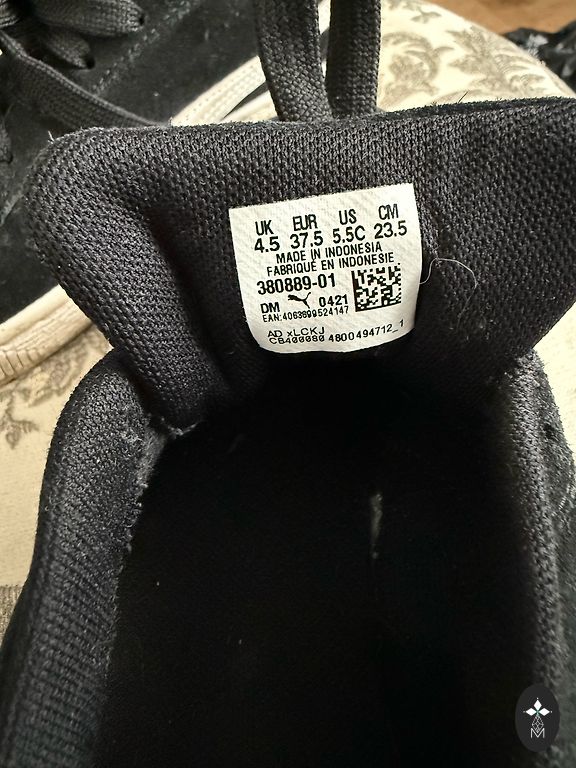 UK EUR US CM
4.5 37.5 5.5C 23.5
MADE IN INDONESIA
FABRIQUÉ EN INDONESIE
380889-01
DM 0421
EAN:4063699524147
AD xLCKJ
CB400080 4800494712_1